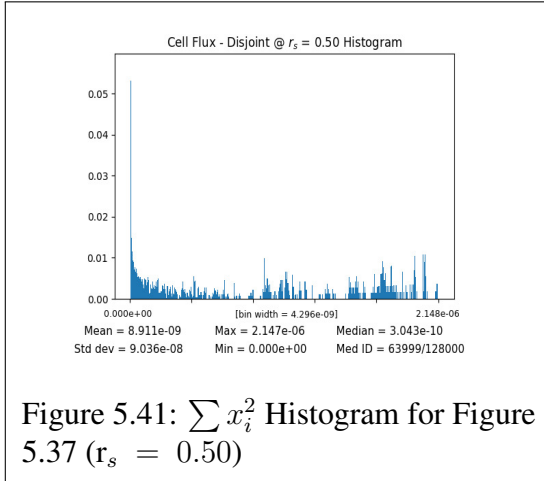 Cell Flux - Disjoint @ r_s = 0.50 Histogram
0.05
0.04
0.03
0.02
0.01
0.00
0.000e+00 [bin width = 4.296e-09] 2.148e-06
Mean = 8.911e-09 Max = 2.147e-06 Median = 3.043e-10
Std dev = 9.036e-08 Min = 0.000e+00 Med ID = 63999/128000
Figure 5.41: ∑ x_i^2 Histogram for Figure
5.37 (r_s = 0.50)